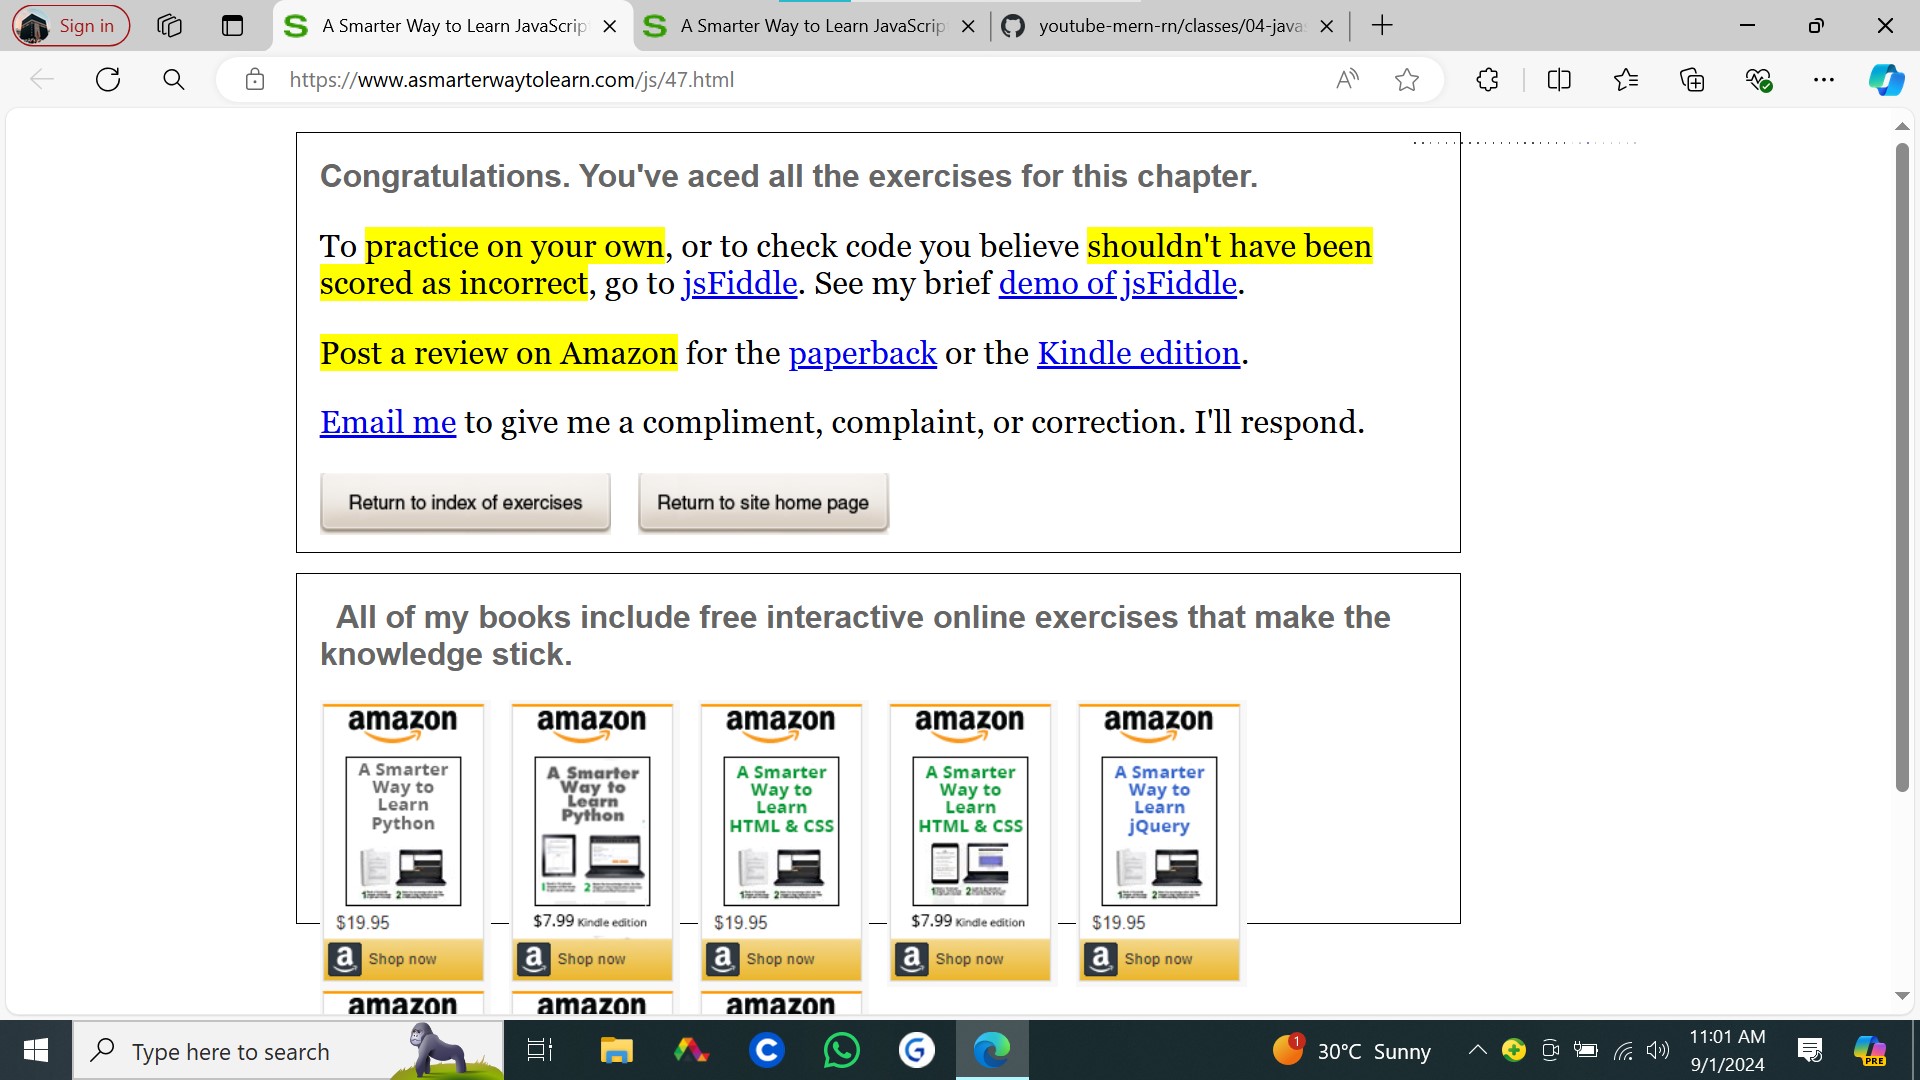 Sign in
A Smarter Way to Learn JavaScrip
A Smarter Way to Learn JavaScrip
youtube-mern-rn/classes/04-java
https://www.asmarterwaytolearn.com/js/47.html
Congratulations. You've aced all the exercises for this chapter.
To practice on your own, or to check code you believe shouldn't have been
scored as incorrect, go to jsFiddle. See my brief demo of jsFiddle.
Post a review on Amazon for the paperback or the Kindle edition.
Email me to give me a compliment, complaint, or correction. I'll respond.
Return to index of exercises
Return to site home page
All of my books include free interactive online exercises that make the
knowledge stick.
amazon
A Smarter
Way to
Learn
Python
$19.95
Shop now
amazon
A Smarter
Way to
Learn
Python
$7.99 Kindle edition
Shop now
amazon
A Smarter
Way to
Learn
HTML & CSS
$19.95
Shop now
amazon
A Smarter
Way to
Learn
HTML & CSS
$7.99 Kindle edition
Shop now
amazon
A Smarter
Way to
Learn
jQuery
$19.95
Shop now
amazon
amazon
amazon
Type here to search
1
30°C Sunny
11:01 AM
9/1/2024
PRE